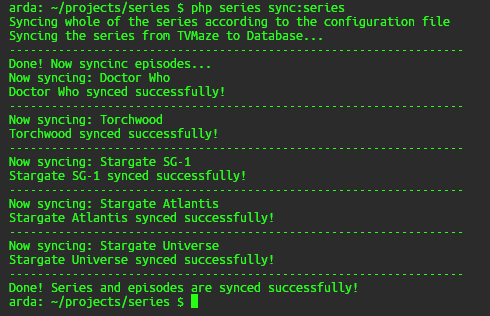 arda: ~/projects/series $ php series sync:series
Syncing whole of the series according to the configuration file
Syncing the series from TVMaze to Database...
-----------------------------------------------------------------
Done! Now syncinc episodes...
Now syncing: Doctor Who
Doctor Who synced successfully!
-----------------------------------------------------------------
Now syncing: Torchwood
Torchwood synced successfully!
-----------------------------------------------------------------
Now syncing: Stargate SG-1
Stargate SG-1 synced successfully!
-----------------------------------------------------------------
Now syncing: Stargate Atlantis
Stargate Atlantis synced successfully!
-----------------------------------------------------------------
Now syncing: Stargate Universe
Stargate Universe synced successfully!
-----------------------------------------------------------------
Done! Series and episodes are synced successfully!
arda: ~/projects/series $